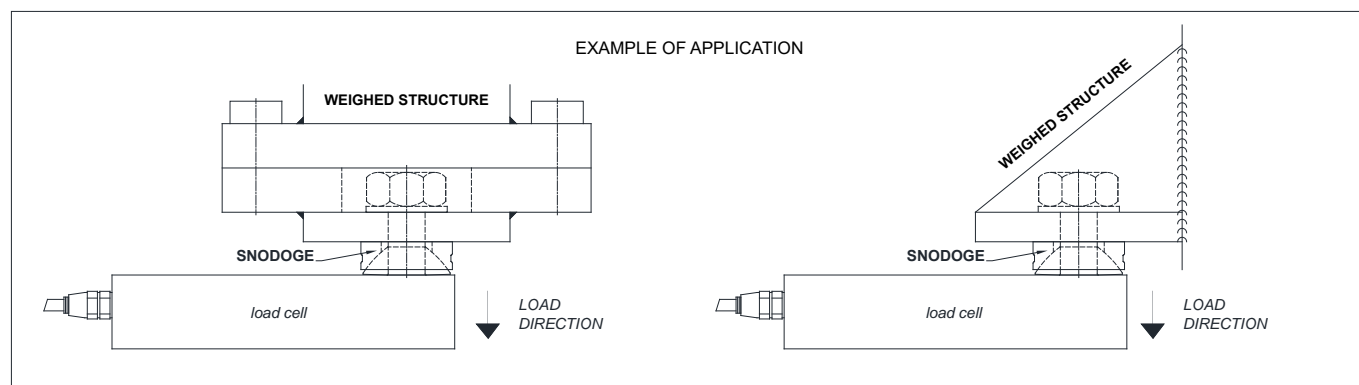 EXAMPLE OF APPLICATION
WEIGHED STRUCTURE
SNODOGE
load cell
LOAD
DIRECTION
WEIGHED STRUCTURE
SNODOGE
load cell
LOAD
DIRECTION